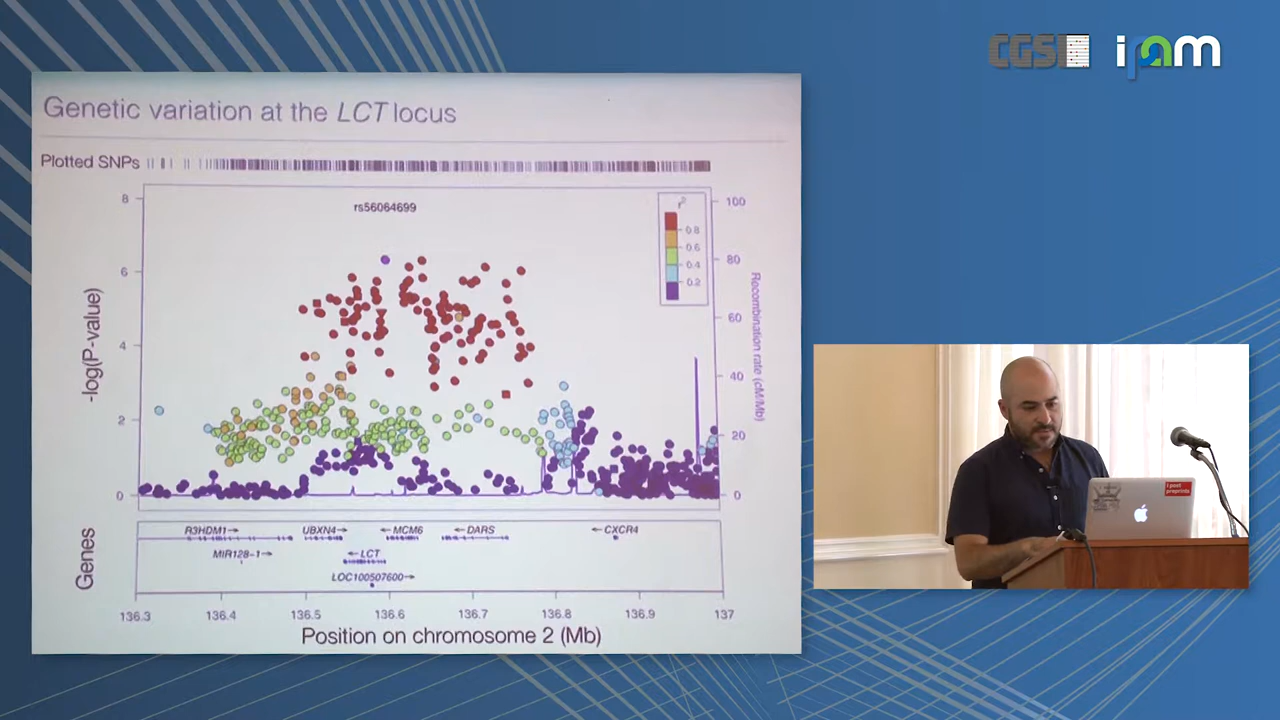 CGSI
ipam
Genetic variation at the LCT locus
Plotted SNPs
rs56064699
r²
0.8
0.6
0.4
0.2
8
6
4
2
0
-log(P-value)
100
80
60
40
20
0
Recombination rate (cM/Mb)
Genes
R3HDM1→
UBXN4→
←MCM6
←DARS
←CXCR4
MIR128-1→
←LCT
LOC100507600→
136.3 136.4 136.5 136.6 136.7 136.8 136.9 137
Position on chromosome 2 (Mb)
I post
preprints